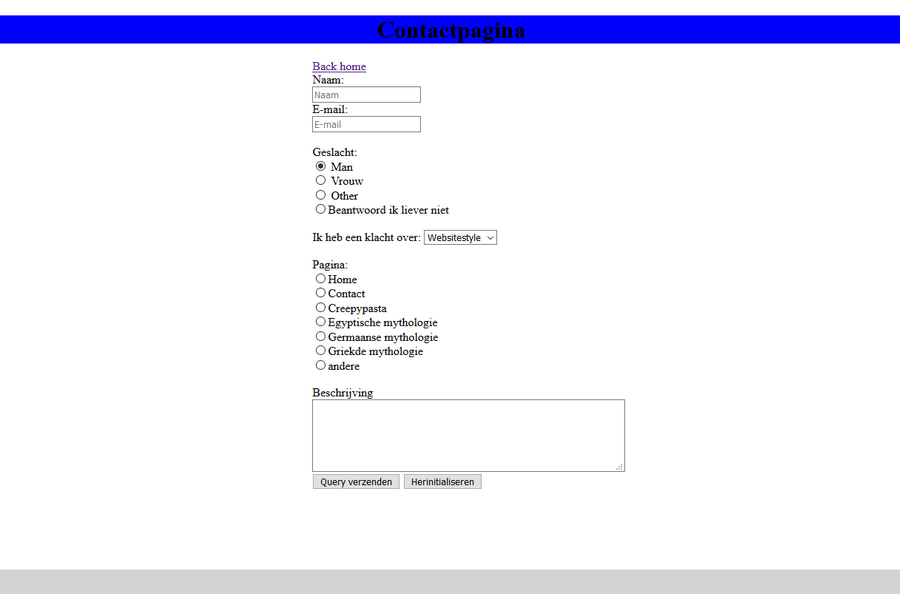 Contactpagina
Back home
Naam:
Naam
E-mail:
E-mail
Geslacht:
Man
Vrouw
Other
Beantwoord ik liever niet
Ik heb een klacht over: Websitestyle
Pagina:
Home
Contact
Creepypasta
Egyptische mythologie
Germaanse mythologie
Griekde mythologie
andere
Beschrijving
Query verzenden Herinitialiseren